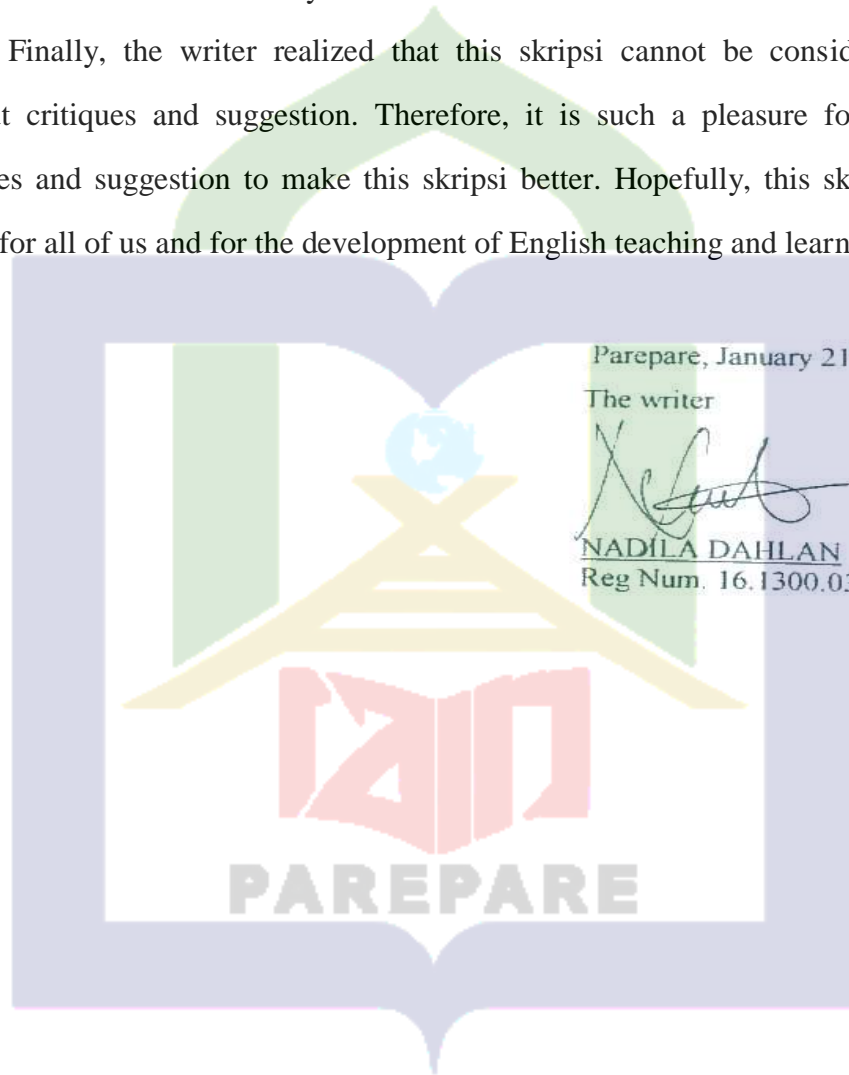 Finally, the writer realized that this skripsi cannot be consid
t critiques and suggestion. Therefore, it is such a pleasure fo
es and suggestion to make this skripsi better. Hopefully, this sk
for all of us and for the development of English teaching and learn
Parepare, January 21
The writer
NADILA DAHLAN
Reg Num. 16.1300.03
iain
PAREPARE